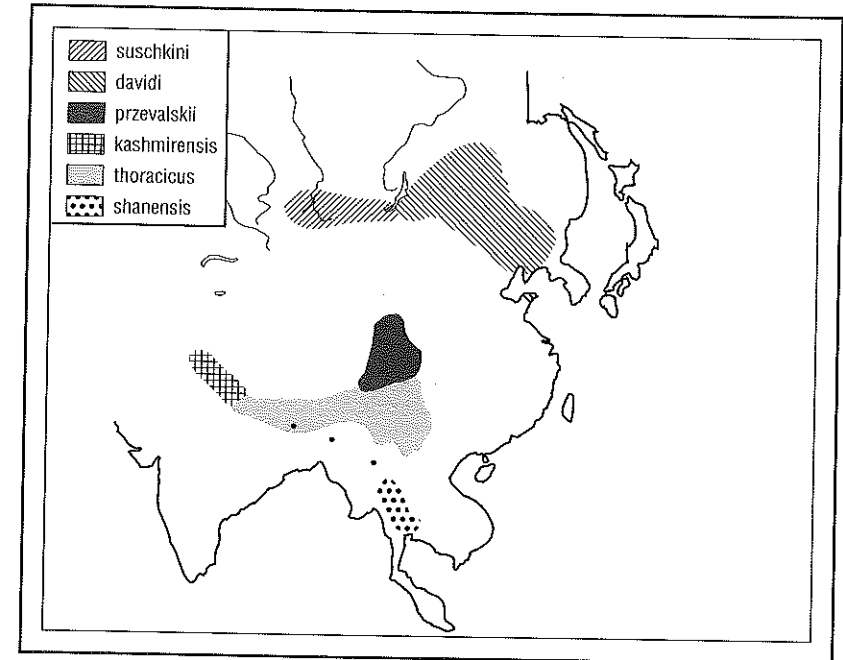 suschkini
davidi
przevalskii
kashmirensis
thoracicus
shanensis